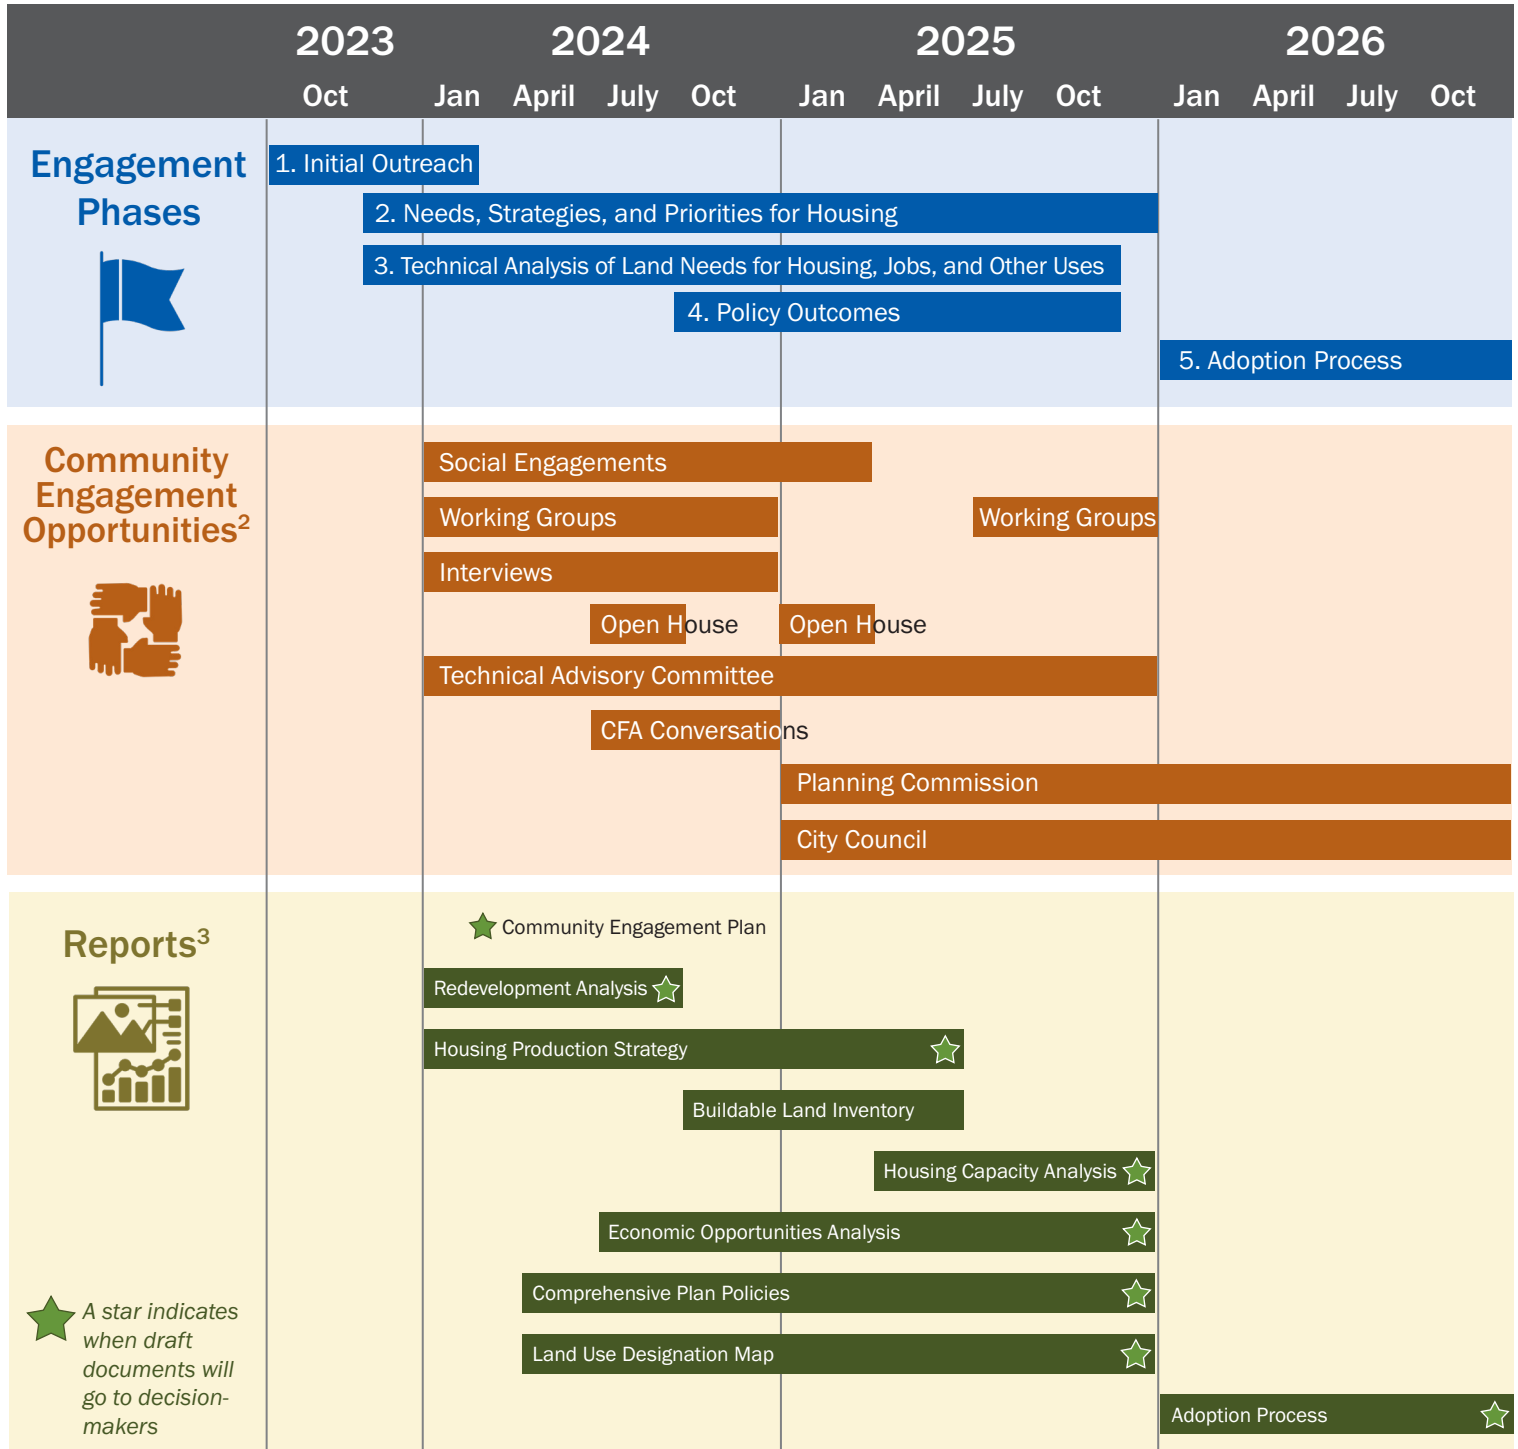 2023 2024 2025 2026
Oct Jan April July Oct Jan April July Oct Jan April July Oct
Engagement
Phases
1. Initial Outreach
2. Needs, Strategies, and Priorities for Housing
3. Technical Analysis of Land Needs for Housing, Jobs, and Other Uses
4. Policy Outcomes
5. Adoption Process
Community
Engagement
Opportunities²
Social Engagements
Working Groups Working Groups
Interviews
Open House Open House
Technical Advisory Committee
CFA Conversations
Planning Commission
City Council
Reports³
Community Engagement Plan
Redevelopment Analysis
Housing Production Strategy
Buildable Land Inventory
Housing Capacity Analysis
Economic Opportunities Analysis
Comprehensive Plan Policies
Land Use Designation Map
Adoption Process
A star indicates
when draft
documents will
go to decision-
makers